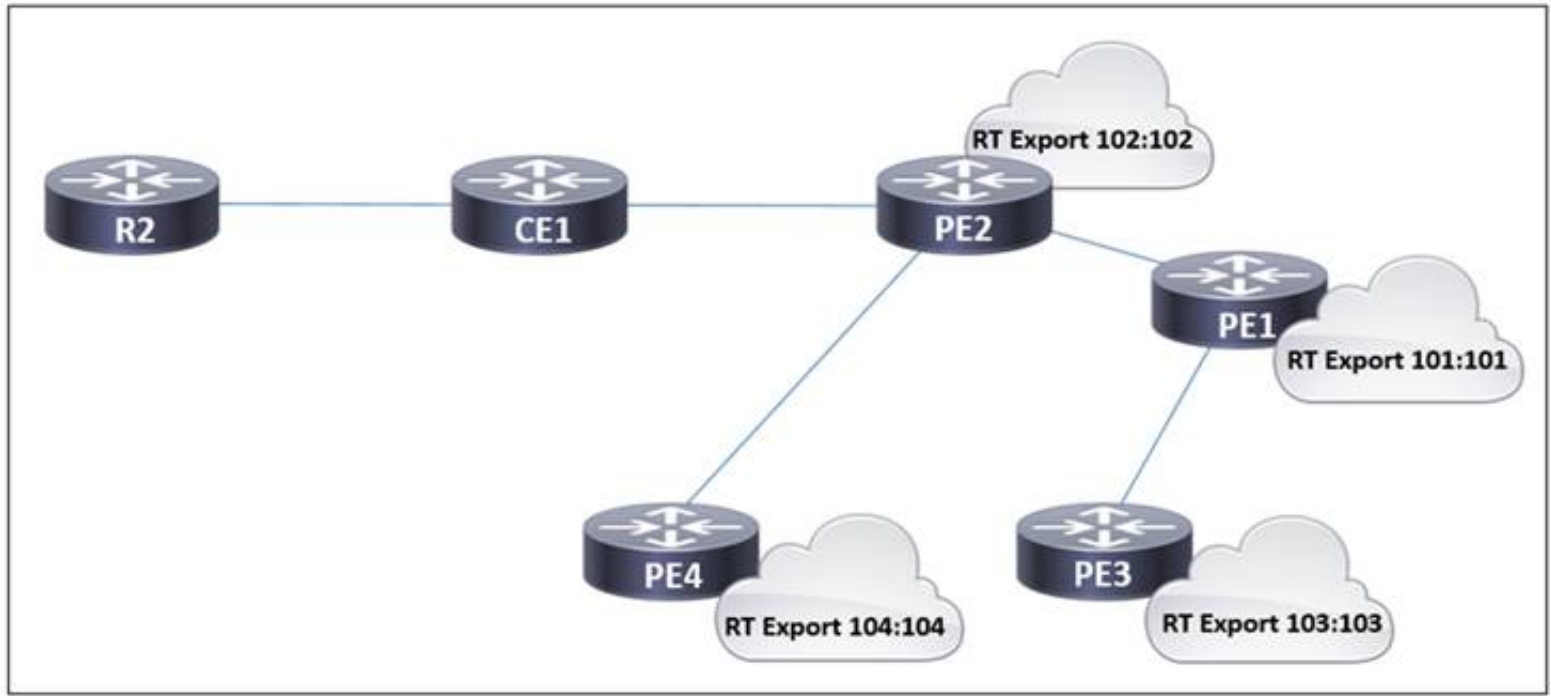 RT Export 102:102
R2
CE1
PE2
PE1
RT Export 101:101
PE4
RT Export 104:104
PE3
RT Export 103:103